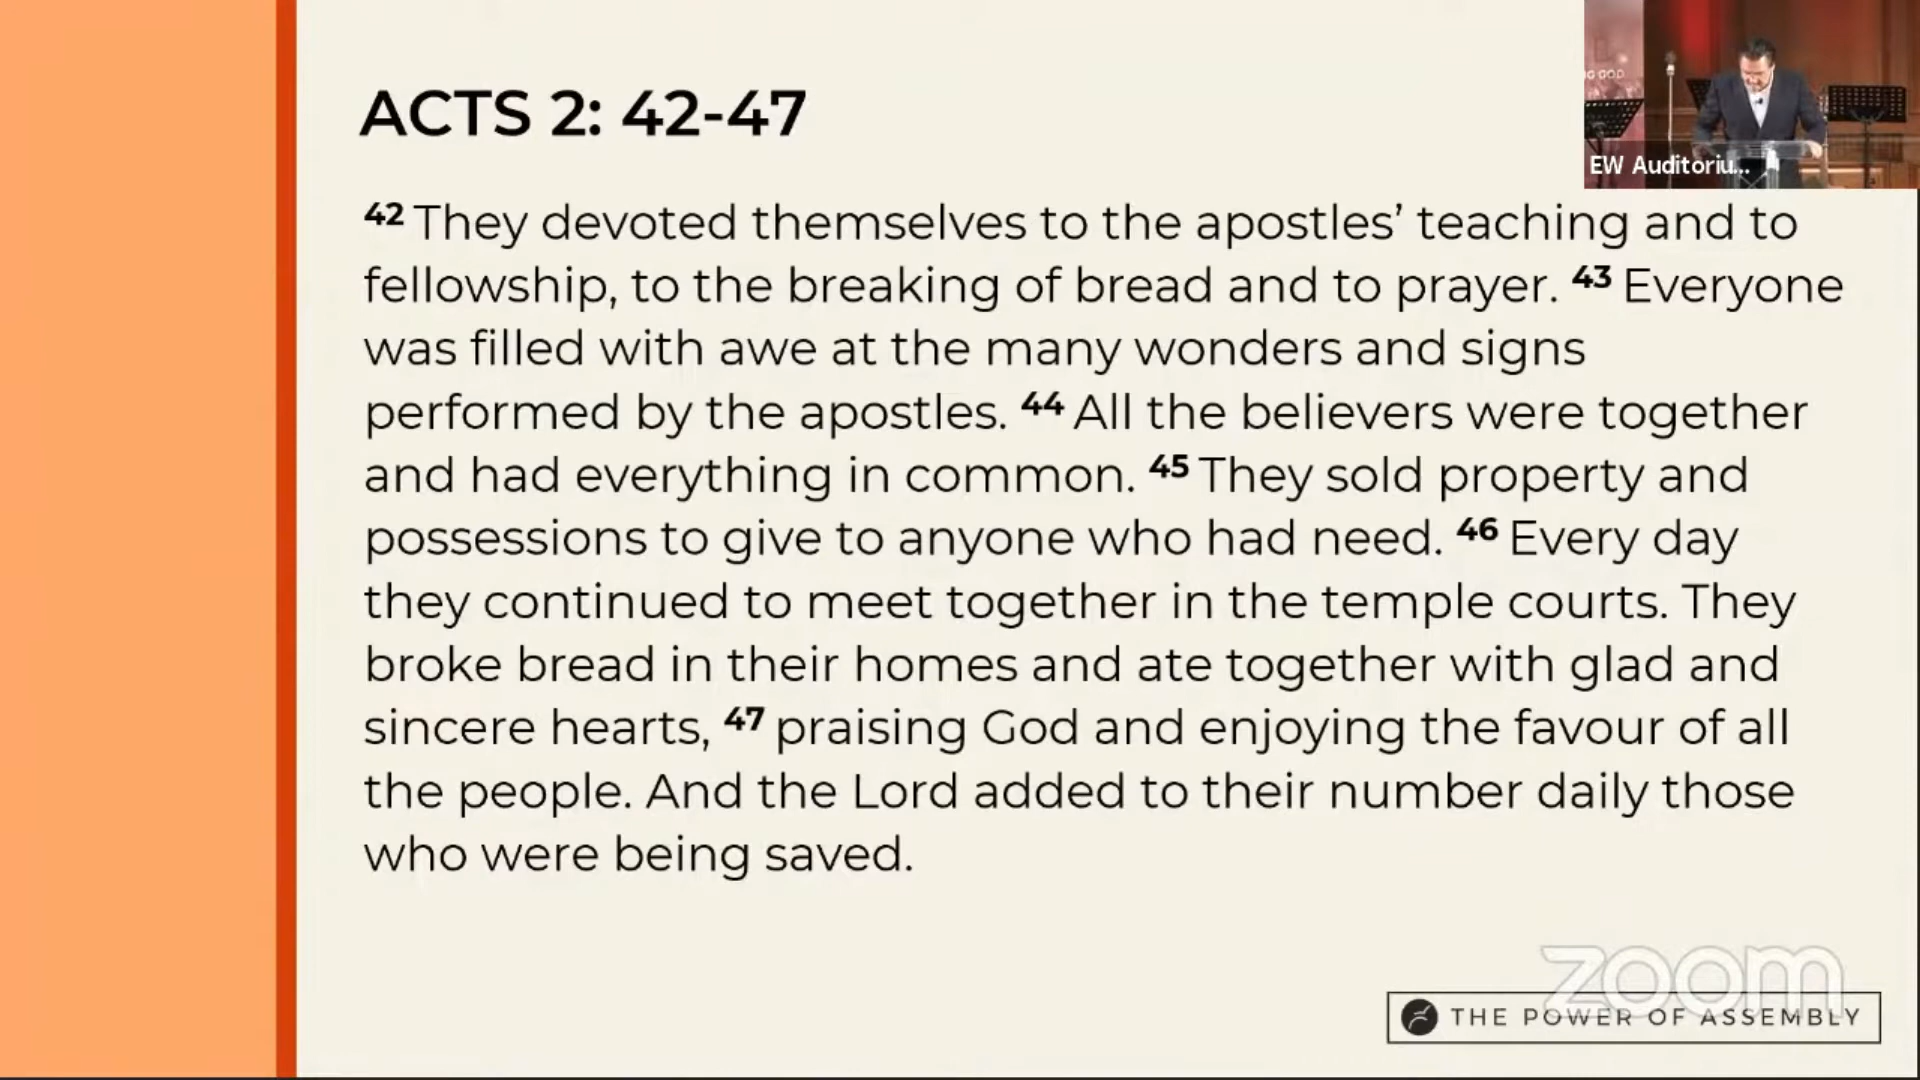 ACTS 2: 42-47
NG GOD
EW Auditoriu...
42 They devoted themselves to the apostles’ teaching and to
fellowship, to the breaking of bread and to prayer. 43 Everyone
was filled with awe at the many wonders and signs
performed by the apostles. 44 All the believers were together
and had everything in common. 45 They sold property and
possessions to give to anyone who had need. 46 Every day
they continued to meet together in the temple courts. They
broke bread in their homes and ate together with glad and
sincere hearts, 47 praising God and enjoying the favour of all
the people. And the Lord added to their number daily those
who were being saved.
zoom
THE POWER OF ASSEMBLY